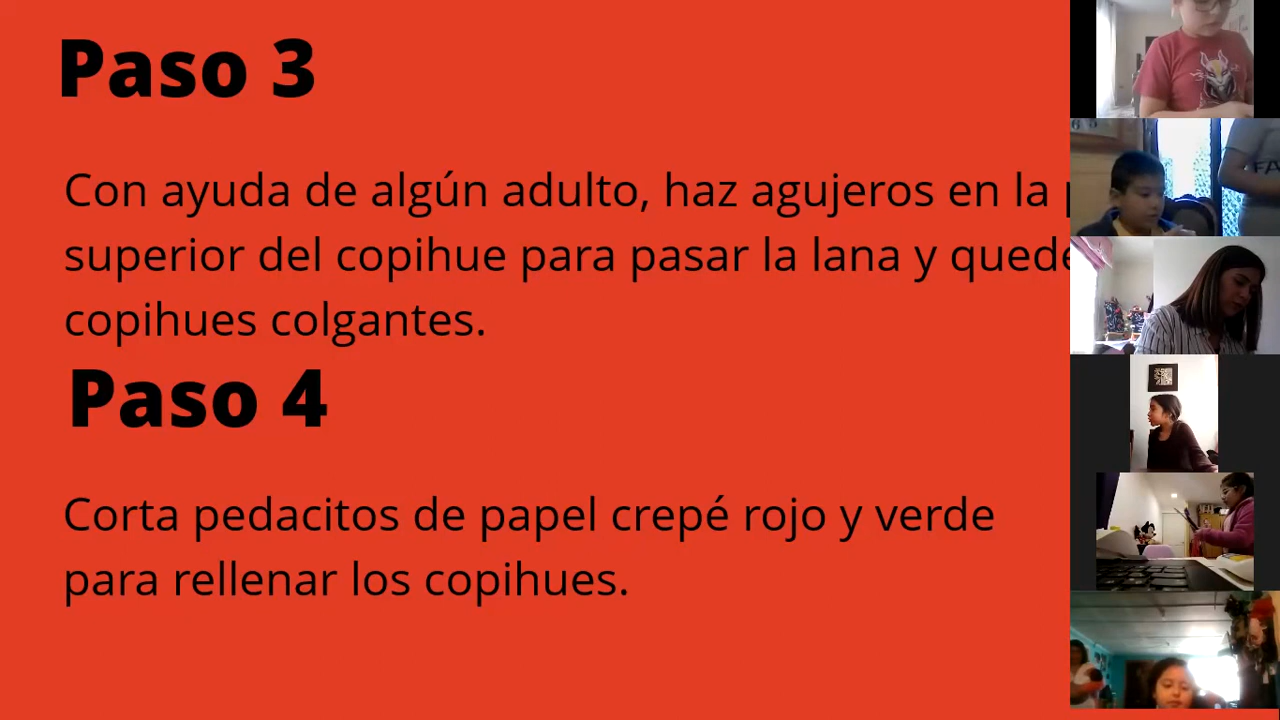 Paso 3
Con ayuda de algún adulto, haz agujeros en la
superior del copihue para pasar la lana y quede
copihues colgantes.
Paso 4
Corta pedacitos de papel crepé rojo y verde
para rellenar los copihues.